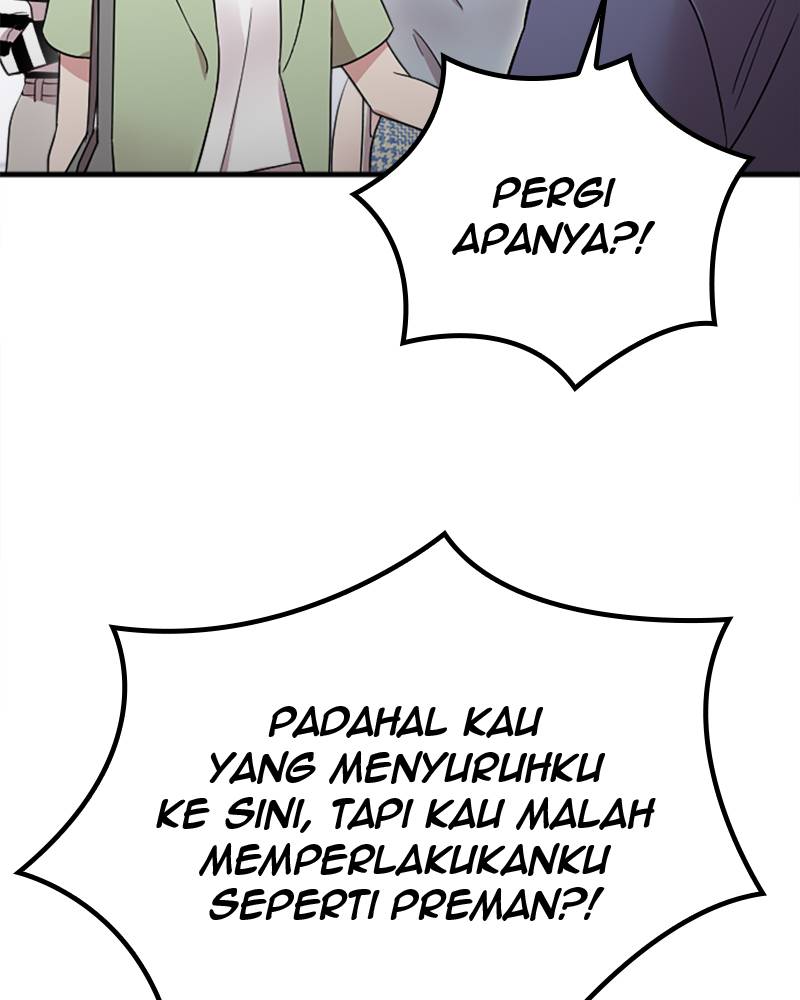 PERGI
APANYA?!
PADAHAL KAU
YANG MENYURUHKU
KE SINI, TAPI KAU MALAH
MEMPERLAKUKANKU
SEPERTI PREMAN?!